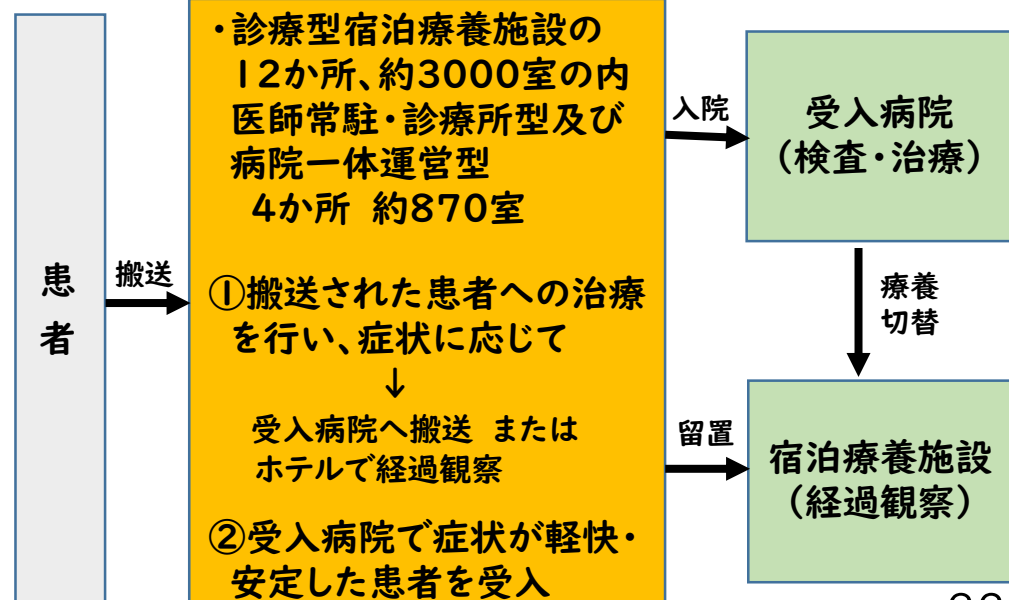 患
者
搬送
・診療型宿泊療養施設の
12か所、約3000室の内
医師常駐・診療所型及び
病院一体運営型
4か所 約870室
①搬送された患者への治療
を行い、症状に応じて
↓
受入病院へ搬送 または
ホテルで経過観察
②受入病院で症状が軽快・
安定した患者を受入
入院
受入病院
(検査・治療)
療養
切替
留置
宿泊療養施設
(経過観察)